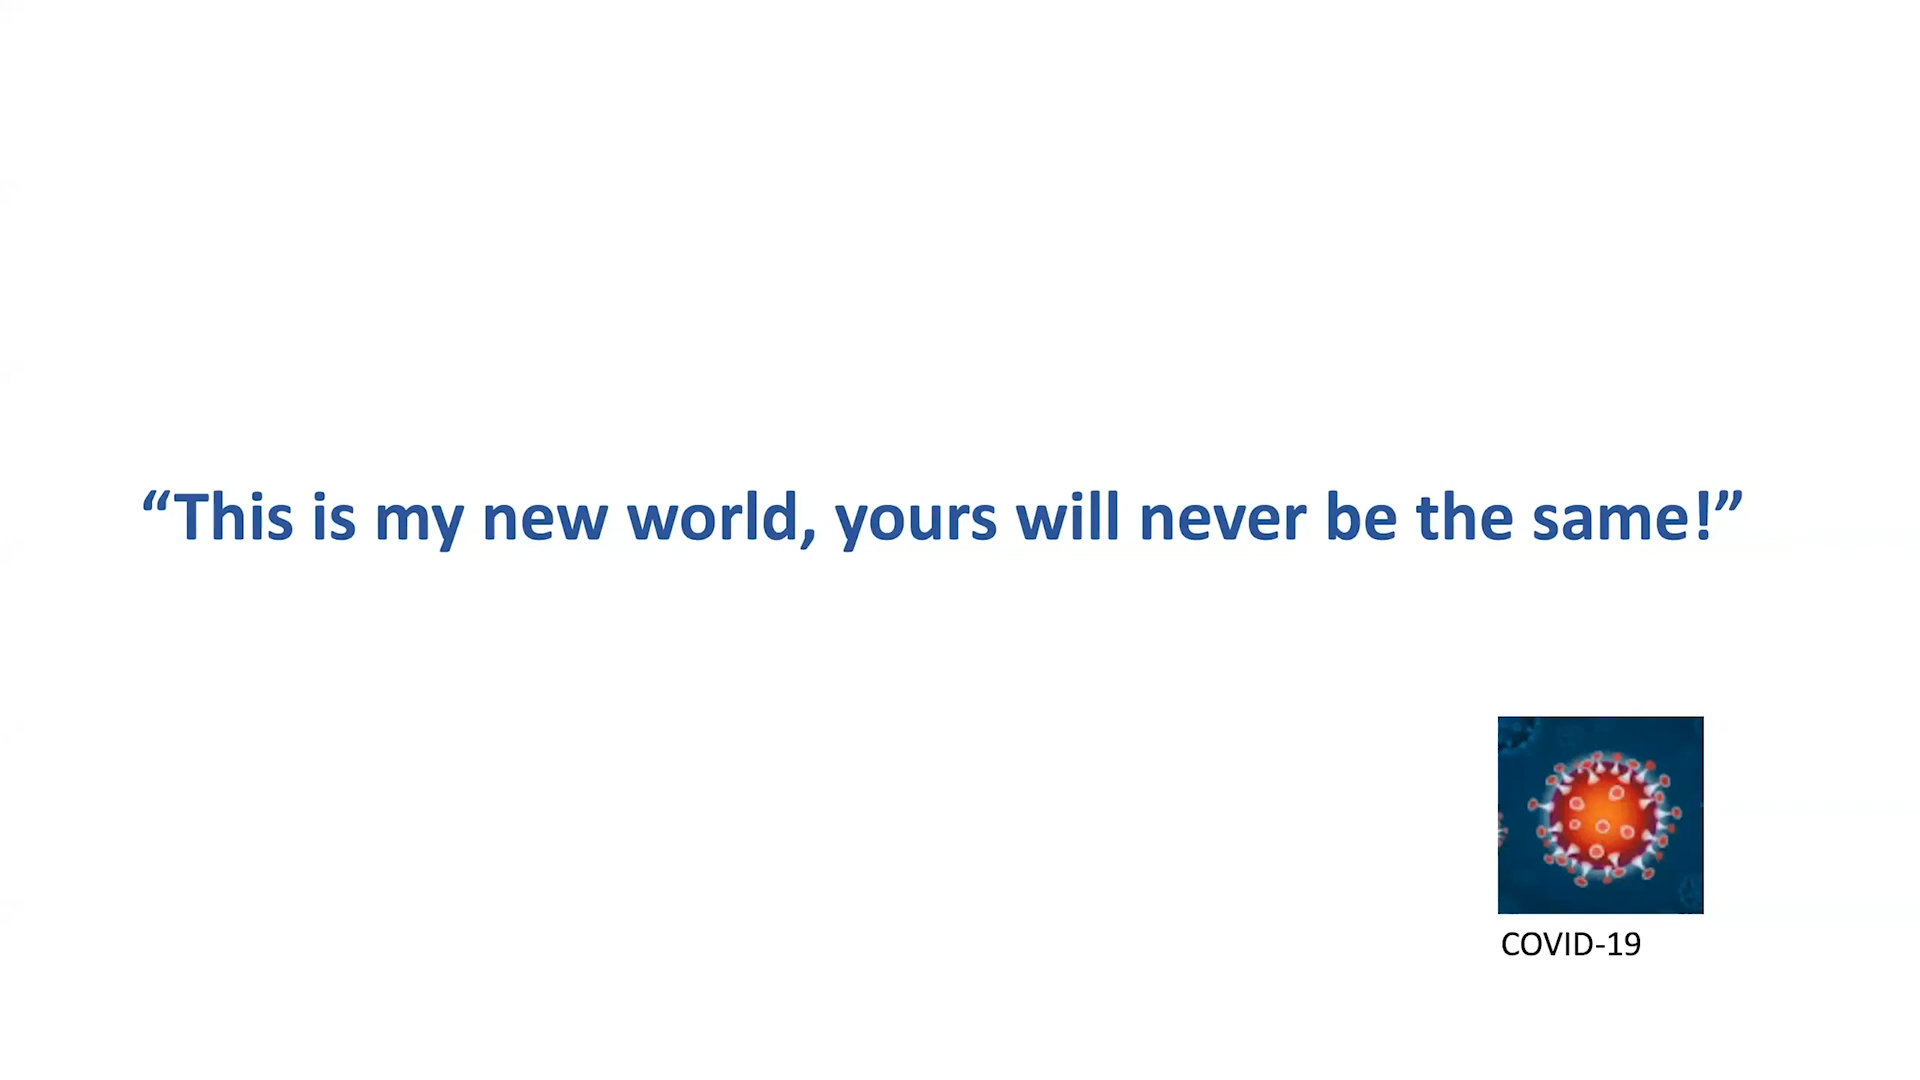 “This is my new world, yours will never be the same!”
COVID-19